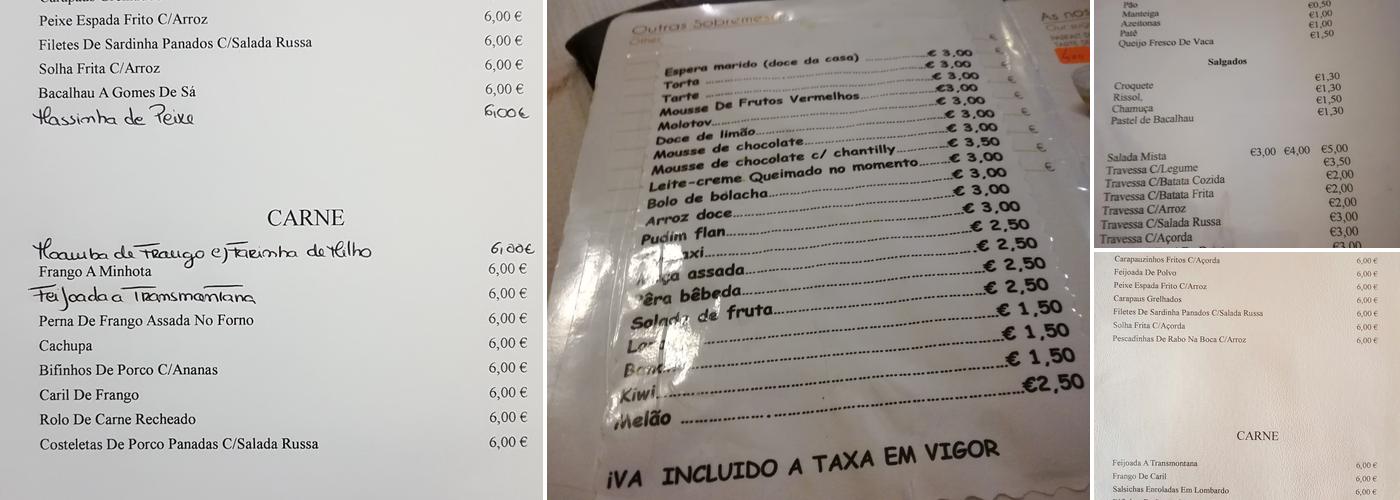 Peixe Espada Frito C/Arroz 6,00 €
Filetes De Sardinha Panados C/Salada Russa 6,00 €
Solha Frita C/Arroz 6,00 €
Bacalhau A Gomes De Sá 6,00 €
Massinha de Peixe 6,00€
CARNE
Moamba de Frango c/Farinha de Milho 6,00€
Frango A Minhota 6,00 €
Feijoada a Transmontana 6,00 €
Perna De Frango Assada No Forno 6,00 €
Cachupa 6,00 €
Bifinhos De Porco C/Ananas 6,00 €
Caril De Frango 6,00 €
Rolo De Carne Recheado 6,00 €
Costeletas De Porco Panadas C/Salada Russa 6,00 €
Outras Sobremesas
Other
Espera marido (doce da casa) € 3,00
Torta € 3,00
Tarte € 3,00
Mousse De Frutos Vermelhos €3,00
Molotov € 3,00
Doce de limão € 3,00
Mousse de chocolate € 3,00
Mousse de chocolate c/ chantilly € 3,50
Leite-creme Queimado no momento € 3,00
Bolo de bolacha € 3,00
Arroz doce € 3,00
Pudim flan € 3,00
axi € 2,50
assada € 2,50
Pêra bêbeda € 2,50
Salada de fruta € 2,50
€ 1,50
€ 1,50
Kiwi € 1,50
Melão €2,50
iVA INCLUIDO A TAXA EM VIGOR
As nos
Pão €0,50
Manteiga €1,00
Azeitonas €1,00
Patê €1,50
Queijo Fresco De Vaca
Salgados
Croquete €1,30
Rissol, €1,30
Chamuça €1,50
Pastel de Bacalhau €1,30
Salada Mista €3,00 €4,00 €5,00
Travessa C/Legume €3,50
Travessa C/Batata Cozida €2,00
Travessa C/Batata Frita €2,00
Travessa C/Arroz €2,00
Travessa C/Salada Russa €3,00
Travessa C/Açorda €3,00
€3,00
Carapauzinhos Fritos C/Açorda 6,00 €
Feijoada De Polvo 6,00 €
Peixe Espada Frito C/Arroz 6,00 €
Carapaus Grelhados 6,00 €
Filetes De Sardinha Panados C/Salada Russa 6,00 €
Solha Frita C/Açorda 6,00 €
Pescadinhas De Rabo Na Boca C/Arroz 6,00 €
CARNE
Feijoada A Transmontana 6,00 €
Frango De Caril 6,00 €
Salsichas Enroladas Em Lombardo 6,00 €